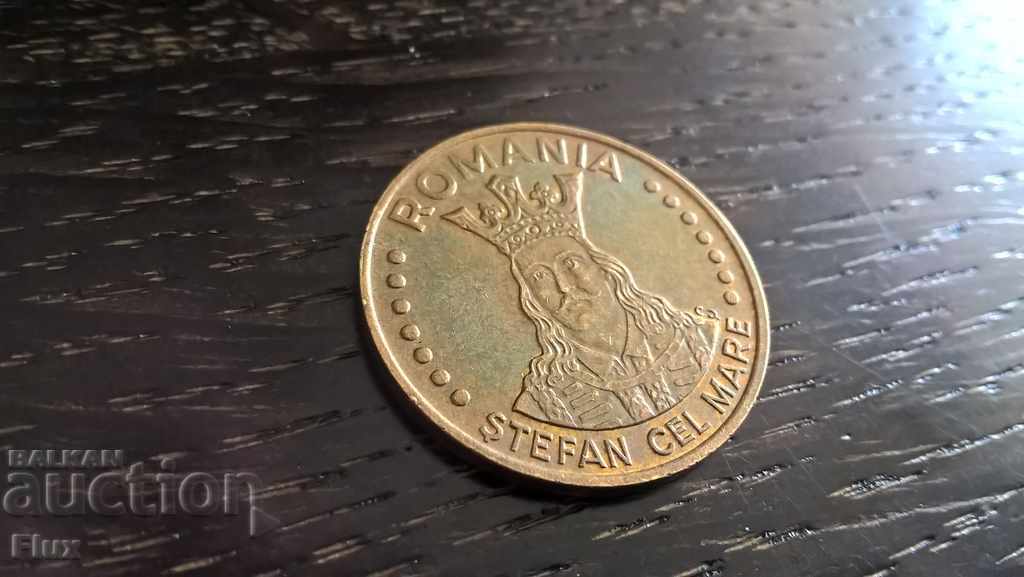 ROMANIA
ȘTEFAN CEL MARE
BALKAN
auction
Flux